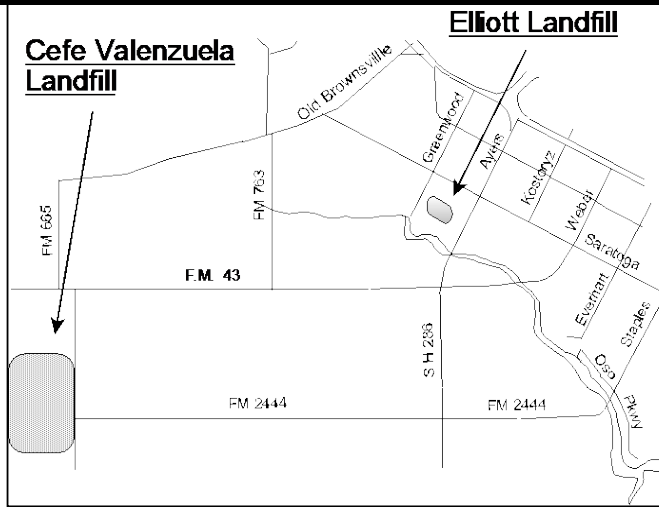 Elliott Landfill
Cefe Valenzuela
Landfill
Old Brownsville
Greenwood
Ayers
Kostoryz
Weber
Saratoga
FM 763
FM 665
F.M. 43
Everhart
Staples
S H 286
Oso
Pkwy
FM 2444
FM 2444